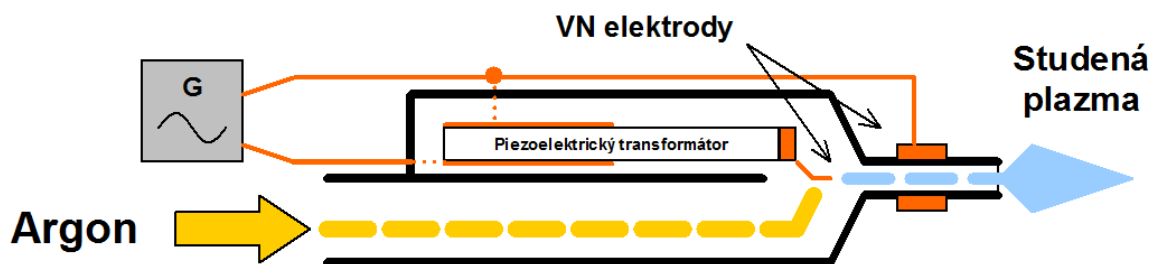 VN elektrody
Studená
plazma
G
Piezoelektrický transformátor
Argon